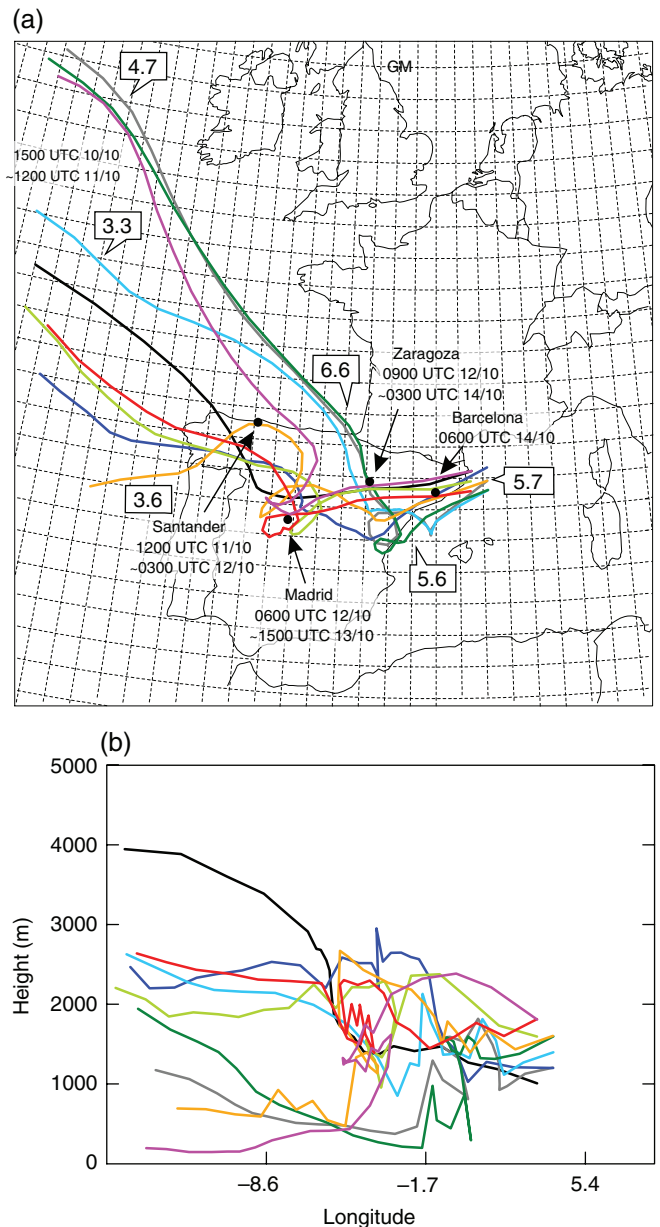 (a)
GM
4.7
1500 UTC 10/10
~1200 UTC 11/10
3.3
6.6
Zaragoza
0900 UTC 12/10
~0300 UTC 14/10
Barcelona
0600 UTC 14/10
3.6
5.7
Santander
1200 UTC 11/10
~0300 UTC 12/10
5.6
Madrid
0600 UTC 12/10
~1500 UTC 13/10
(b)
5000
4000
3000
2000
1000
0
Height (m)
−8.6
−1.7
5.4
Longitude